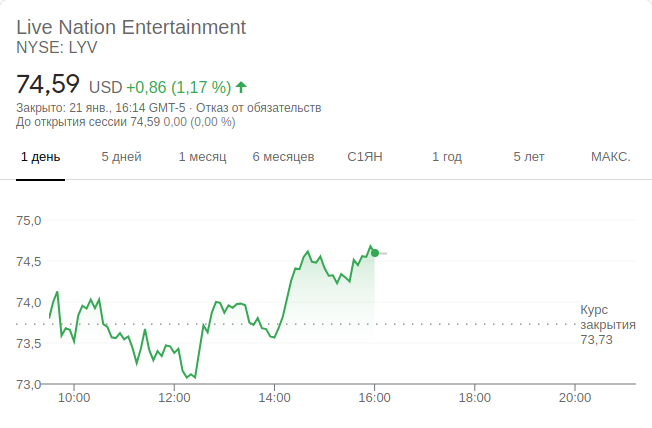 Live Nation Entertainment
NYSE: LYV
74,59 USD +0,86 (1,17 %)
Закрыто: 21 янв., 16:14 GMT-5 · Отказ от обязательств
До открытия сессии 74,59 0,00 (0,00 %)
1 день 5 дней 1 месяц 6 месяцев С1ЯН 1 год 5 лет МАКС.
75,0
74,5
74,0
Курс
закрытия
73,73
73,5
73,0
10:00 12:00 14:00 16:00 18:00 20:00